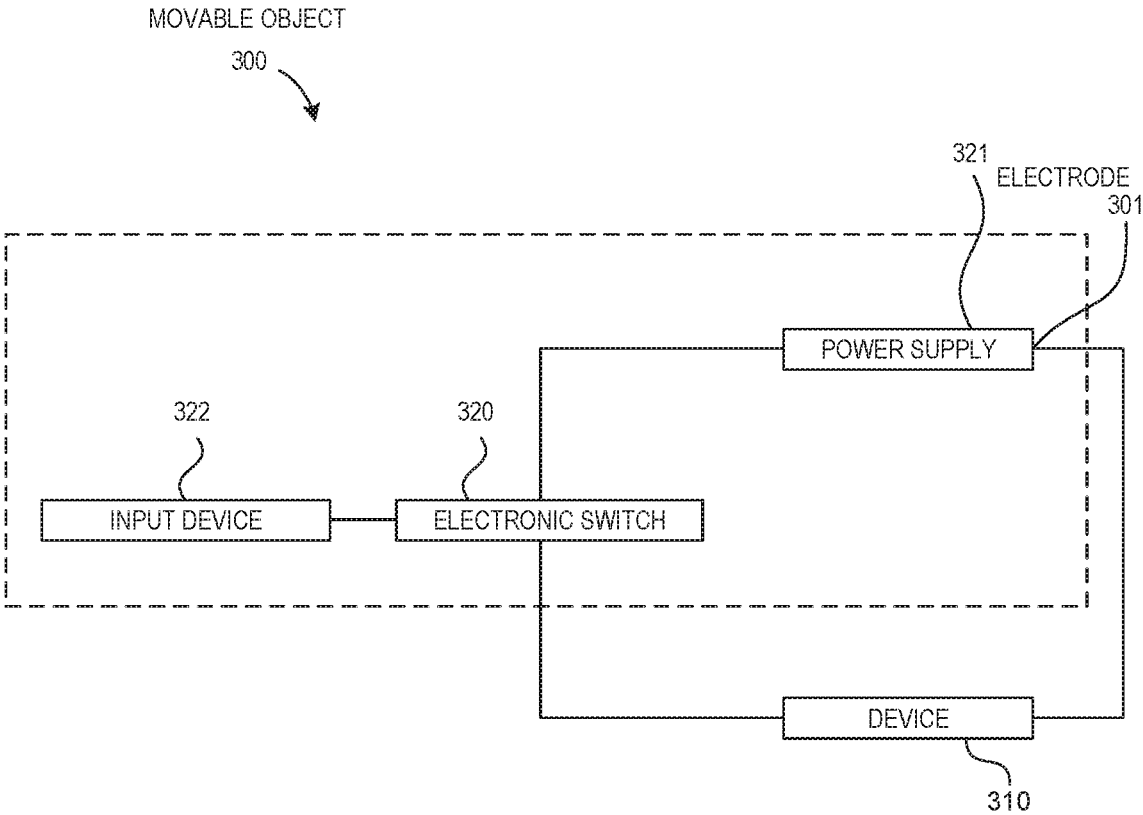 MOVABLE OBJECT
300
321
ELECTRODE
301
POWER SUPPLY
322
320
INPUT DEVICE
ELECTRONIC SWITCH
DEVICE
310